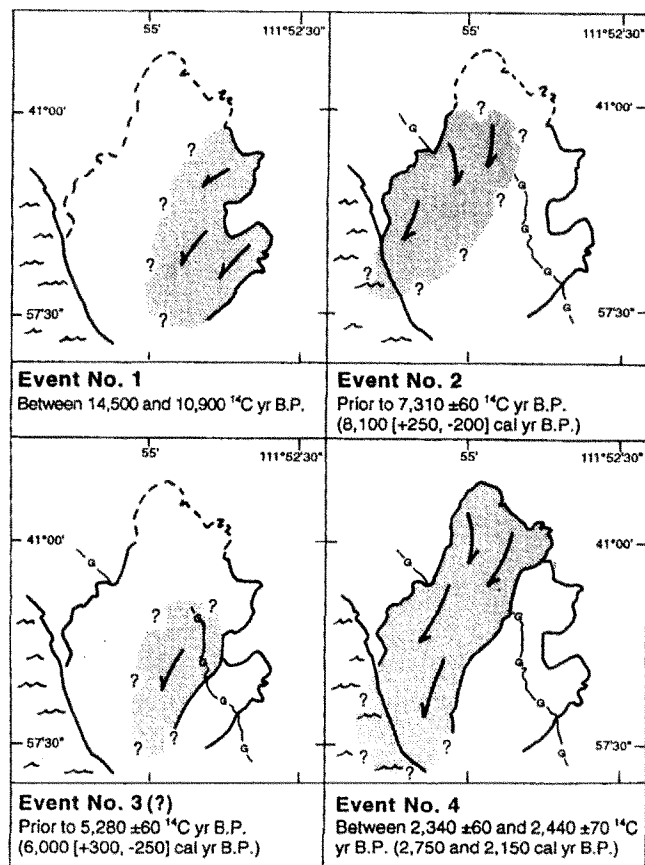 55' 111°52'30"
41°00'
?
?
?
?
?
Event No. 1
Between 14,500 and 10,900 ¹⁴C yr B.P.
55' 111°52'30"
?
G
?
41°00'
G
?
G
?
G
?
?
G
57'30"
57'30"
Event No. 2
Prior to 7,310 ±60 ¹⁴C yr B.P.
(8,100 [+250, -200] cal yr B.P.)
55' 111°52'30"
41°00'
G
? ?
G
G
?
G
? ?
G
57'30"
Event No. 3 (?)
Prior to 5,280 ±60 ¹⁴C yr B.P.
(6,000 [+300, -250] cal yr B.P.)
55' 111°52'30"
41°00'
G
G
G
?
G
57'30"
? ? ?
Event No. 4
Between 2,340 ±60 and 2,440 ±70 ¹⁴C
yr B.P. (2,750 and 2,150 cal yr B.P.)